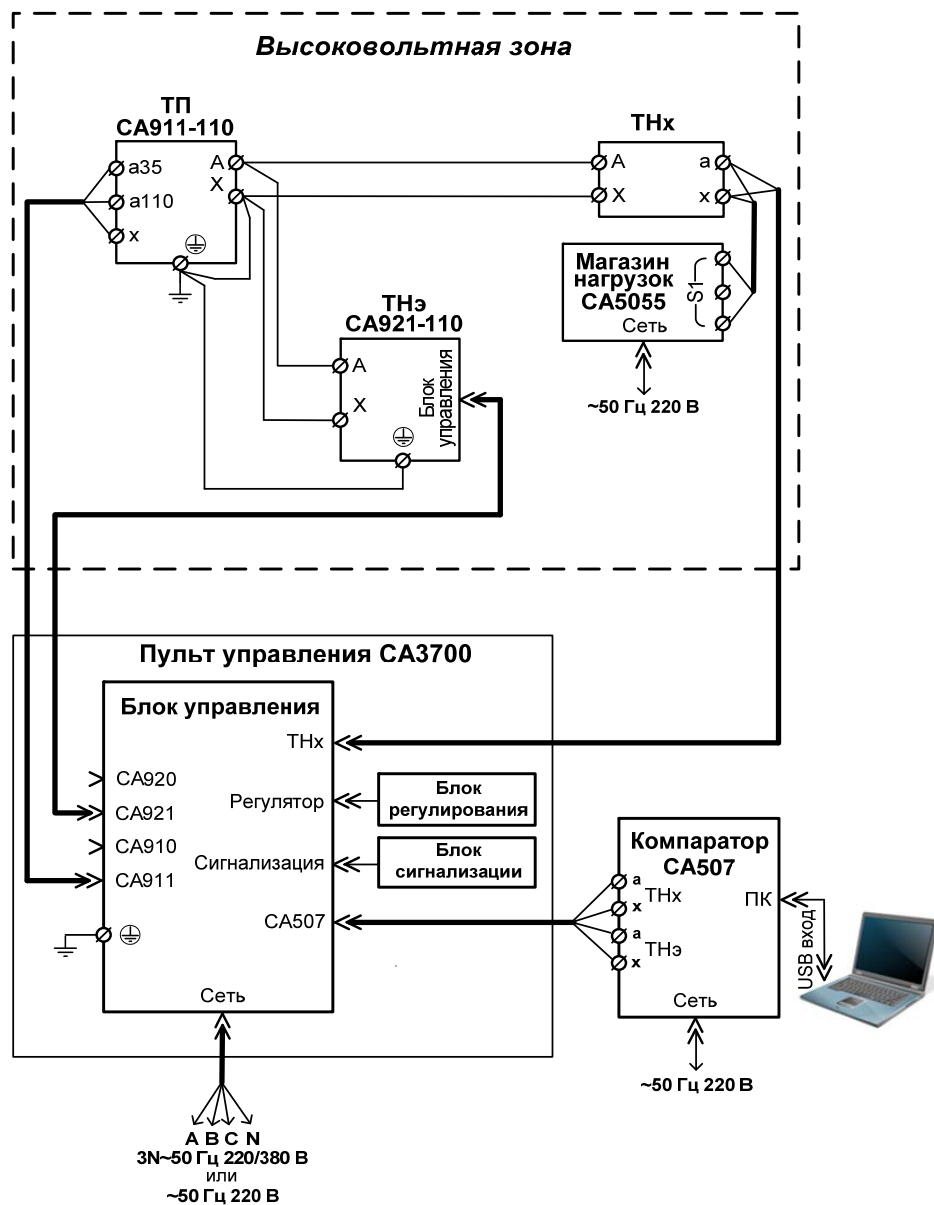 Высоковольтная зона
ТП
СА911-110
а35
а110
х
А
Х
ТНх
А
Х
а
х
Магазин
нагрузок
СА5055
S1
Сеть
~50 Гц 220 В
ТНэ
СА921-110
А
Х
Блок
управления
Пульт управления СА3700
Блок управления
ТНх
СА920
СА921
СА910
СА911
Регулятор
Сигнализация
СА507
Сеть
Блок
регулирования
Блок
сигнализации
Компаратор
СА507
а
ТНх
х
а
ТНэ
х
ПК
USB вход
Сеть
~50 Гц 220 В
А В С N
3N~50 Гц 220/380 В
или
~50 Гц 220 В